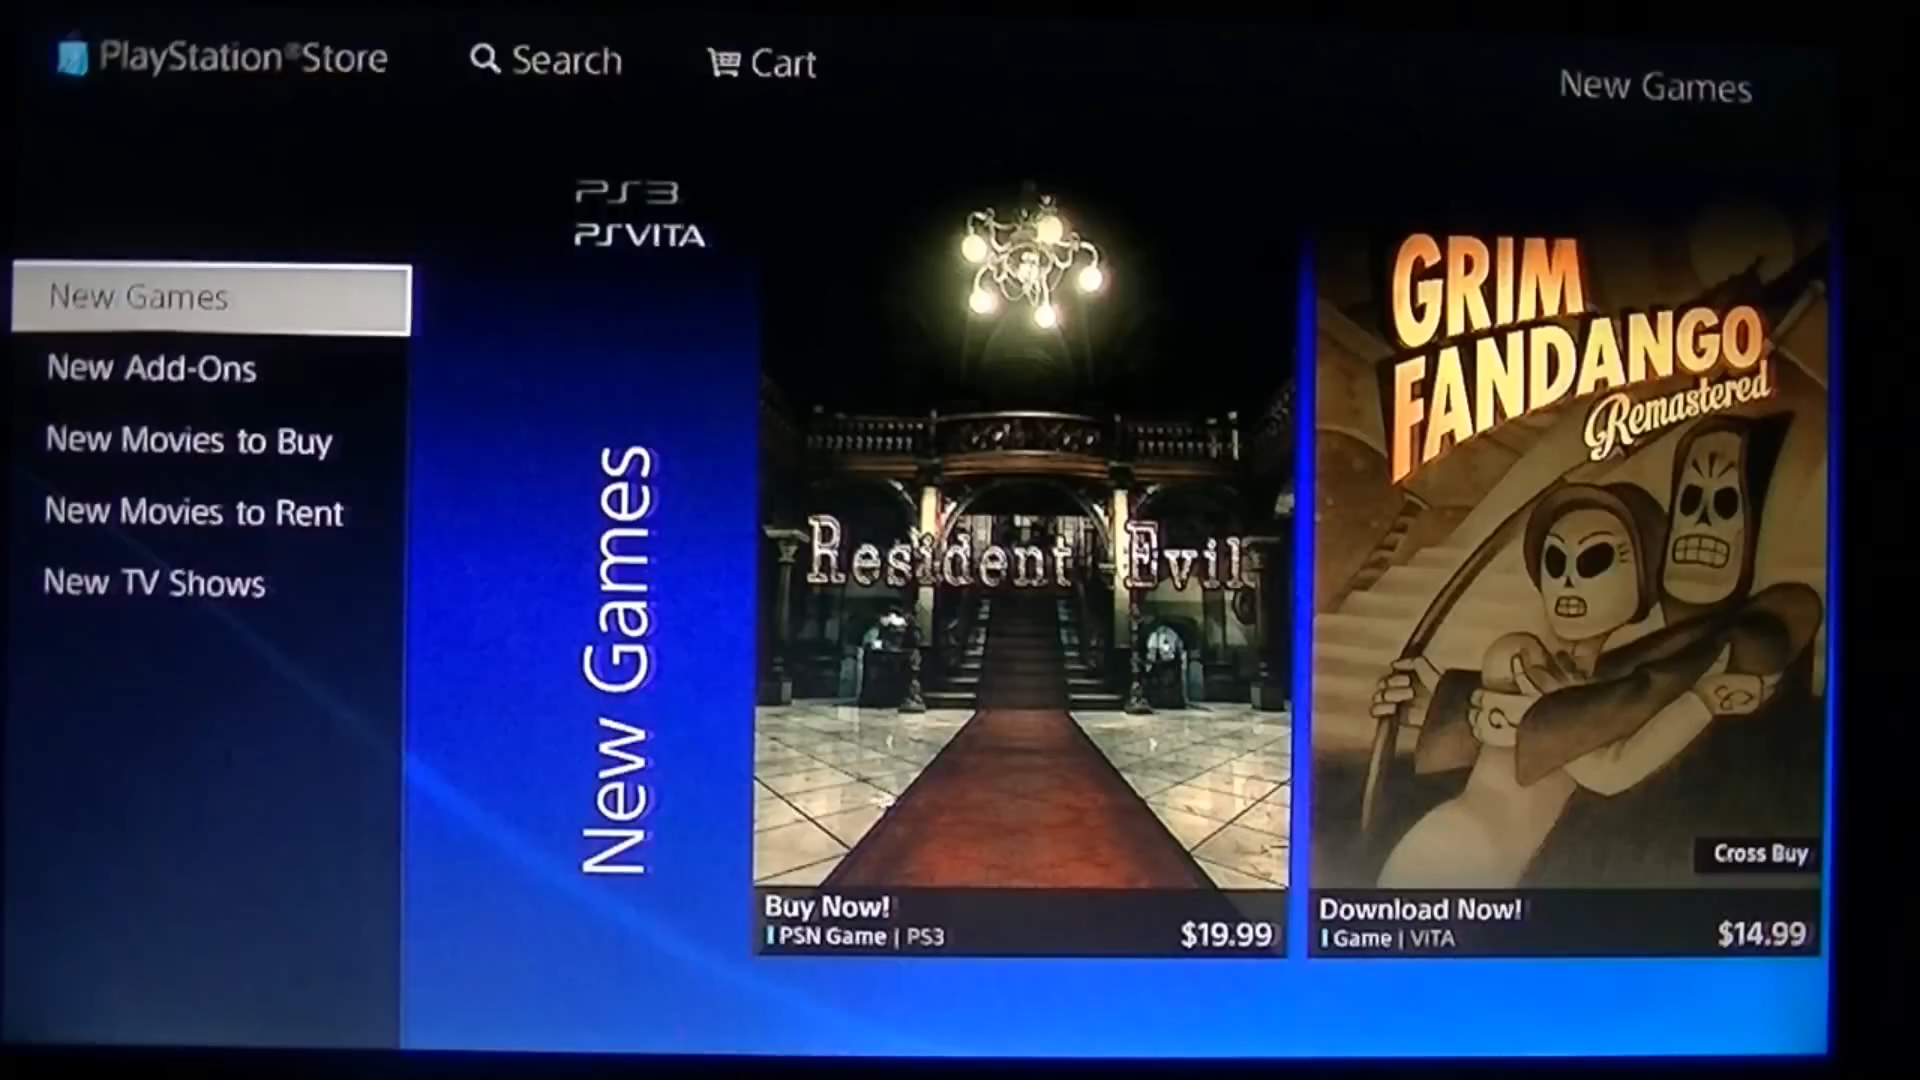 PlayStation®Store
Search
Cart
New Games
PS3
PSVITA
New Games
New Add-Ons
New Movies to Buy
New Movies to Rent
New TV Shows
New Games
Resident Evil
Buy Now!
PSN Game | PS3
$19.99
GRIM
FANDANGO
Remastered
Cross Buy
Download Now!
Game | VITA
$14.99